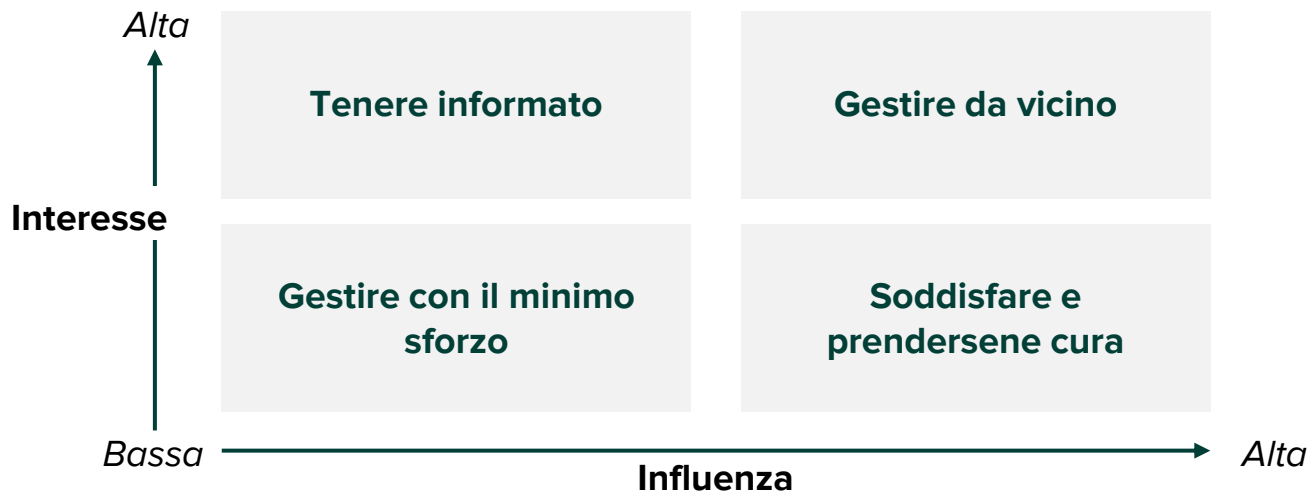 Alta
Tenere informato
Gestire da vicino
Interesse
Gestire con il minimo
sforzo
Soddisfare e
prendersene cura
Bassa
Influenza
Alta